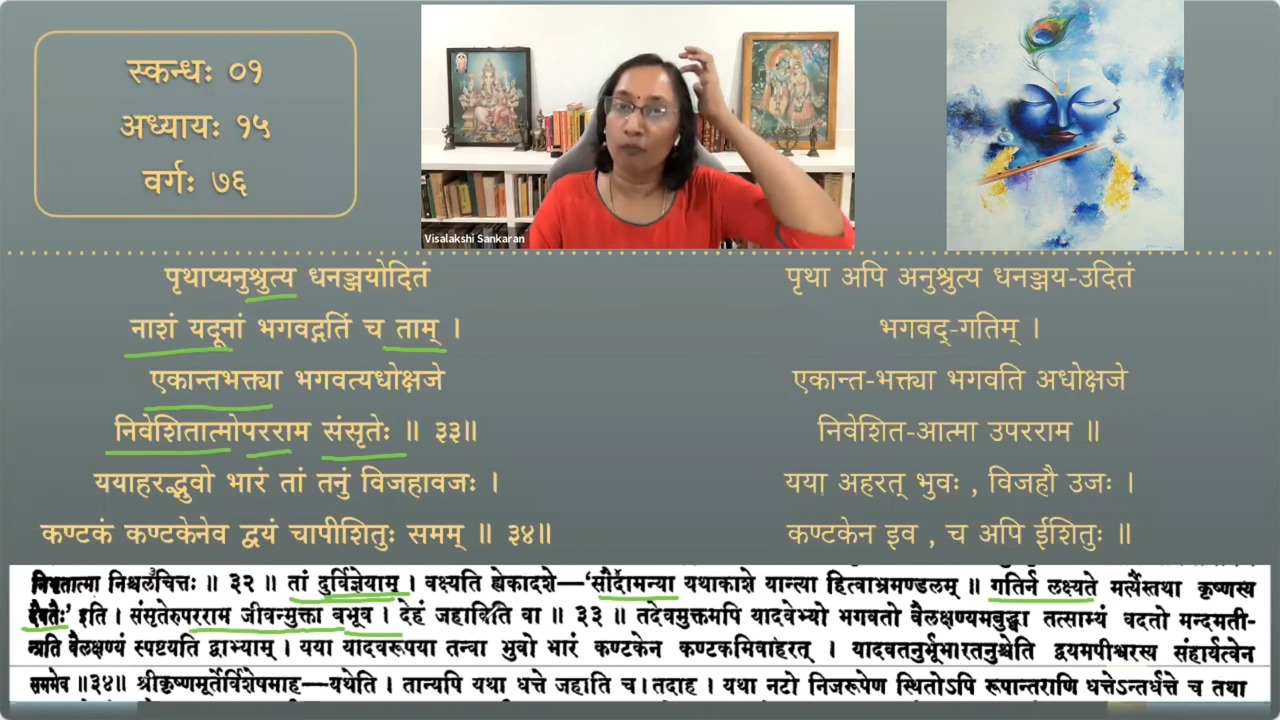 स्कन्धः ०१
अध्यायः १५
वर्गः ७६
Visalakshi Sankaran
पृथाप्यनुश्रुत्य धनञ्जयोदितं
नाशं यदूनां भगवद्गतिं च ताम् ।
एकान्तभक्त्या भगवत्यधोक्षजे
निवेशितात्मोपरराम संसृतेः ॥ ३३॥
ययाहरद्भुवो भारं तां तनुं विजहावजः ।
कण्टकं कण्टकेनेव द्वयं चापीशितुः समम् ॥ ३४॥
पृथा अपि अनुश्रुत्य धनञ्जय-उदितं
भगवद्-गतिम् ।
एकान्त-भक्त्या भगवति अधोक्षजे
निवेशित-आत्मा उपरराम ॥
यया अहरत् भुवः , विजहौ उजः ।
कण्टकेन इव , च अपि ईशितुः ॥
निश्चलचित्तः ॥ ३२ ॥ तां दुर्विज्ञेयाम् । वक्ष्यति ह्येकादशे—‘सौदामन्या यथाकाशे यान्त्या हित्वाभ्रमण्डलम् ॥ गतिर्न लक्ष्यते मर्त्यैस्तथा कृष्णस्य
दैवतैः’ इति । संसृतेरुपरराम जीवन्मुक्ता बभूव । देहं जहाविति वा ॥ ३३ ॥ तदेवमुक्तमपि यादवेभ्यो भगवतो वैलक्षण्यमबुद्ध्वा तत्साम्यं वदतो मन्दमती-
न्प्रति वैलक्षण्यं स्पष्टयति द्वाभ्याम् । यया यादवरूपया तन्वा भुवो भारं कण्टकेन कण्टकमिवाहरत् । यादवतनुर्भूभारतनुश्चेति द्वयमपीश्वरस्य संहार्यत्वेन
सममेव ॥३४॥ श्रीकृष्णमूर्तेर्विशेषमाह—यथेति । तान्यपि यथा धत्ते जहाति च । तदाह । यथा नटो निजरूपेण स्थितोऽपि रूपान्तराणि धत्तेऽन्तर्धत्ते च तथा